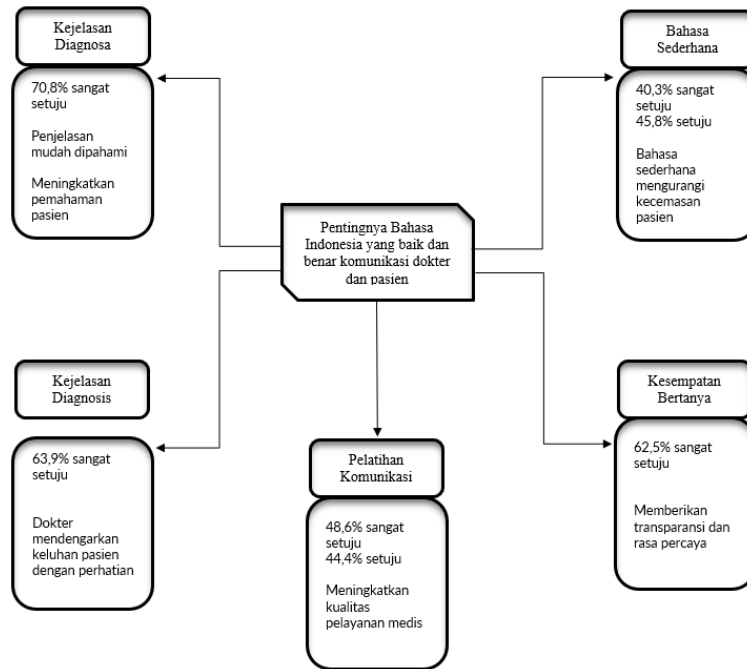 Kejelasan
Diagnosa
70,8% sangat
setuju
Penjelasan
mudah dipahami
Meningkatkan
pemahaman
pasien
Bahasa
Sederhana
40,3% sangat
setuju
45,8% setuju
Bahasa
sederhana
mengurangi
kecemasan
pasien
Pentingnya Bahasa
Indonesia yang baik dan
benar komunikasi dokter
dan pasien
Kejelasan
Diagnosis
63,9% sangat
setuju
Dokter
mendengarkan
keluhan pasien
dengan perhatian
Pelatihan
Komunikasi
48,6% sangat
setuju
44,4% setuju
Meningkatkan
kualitas
pelayanan medis
Kesempatan
Bertanya
62,5% sangat
setuju
Memberikan
transparansi dan
rasa percaya